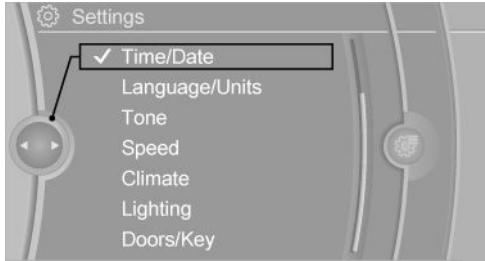 Settings
Time/Date
Language/Units
Tone
Speed
Climate
Lighting
Doors/Key